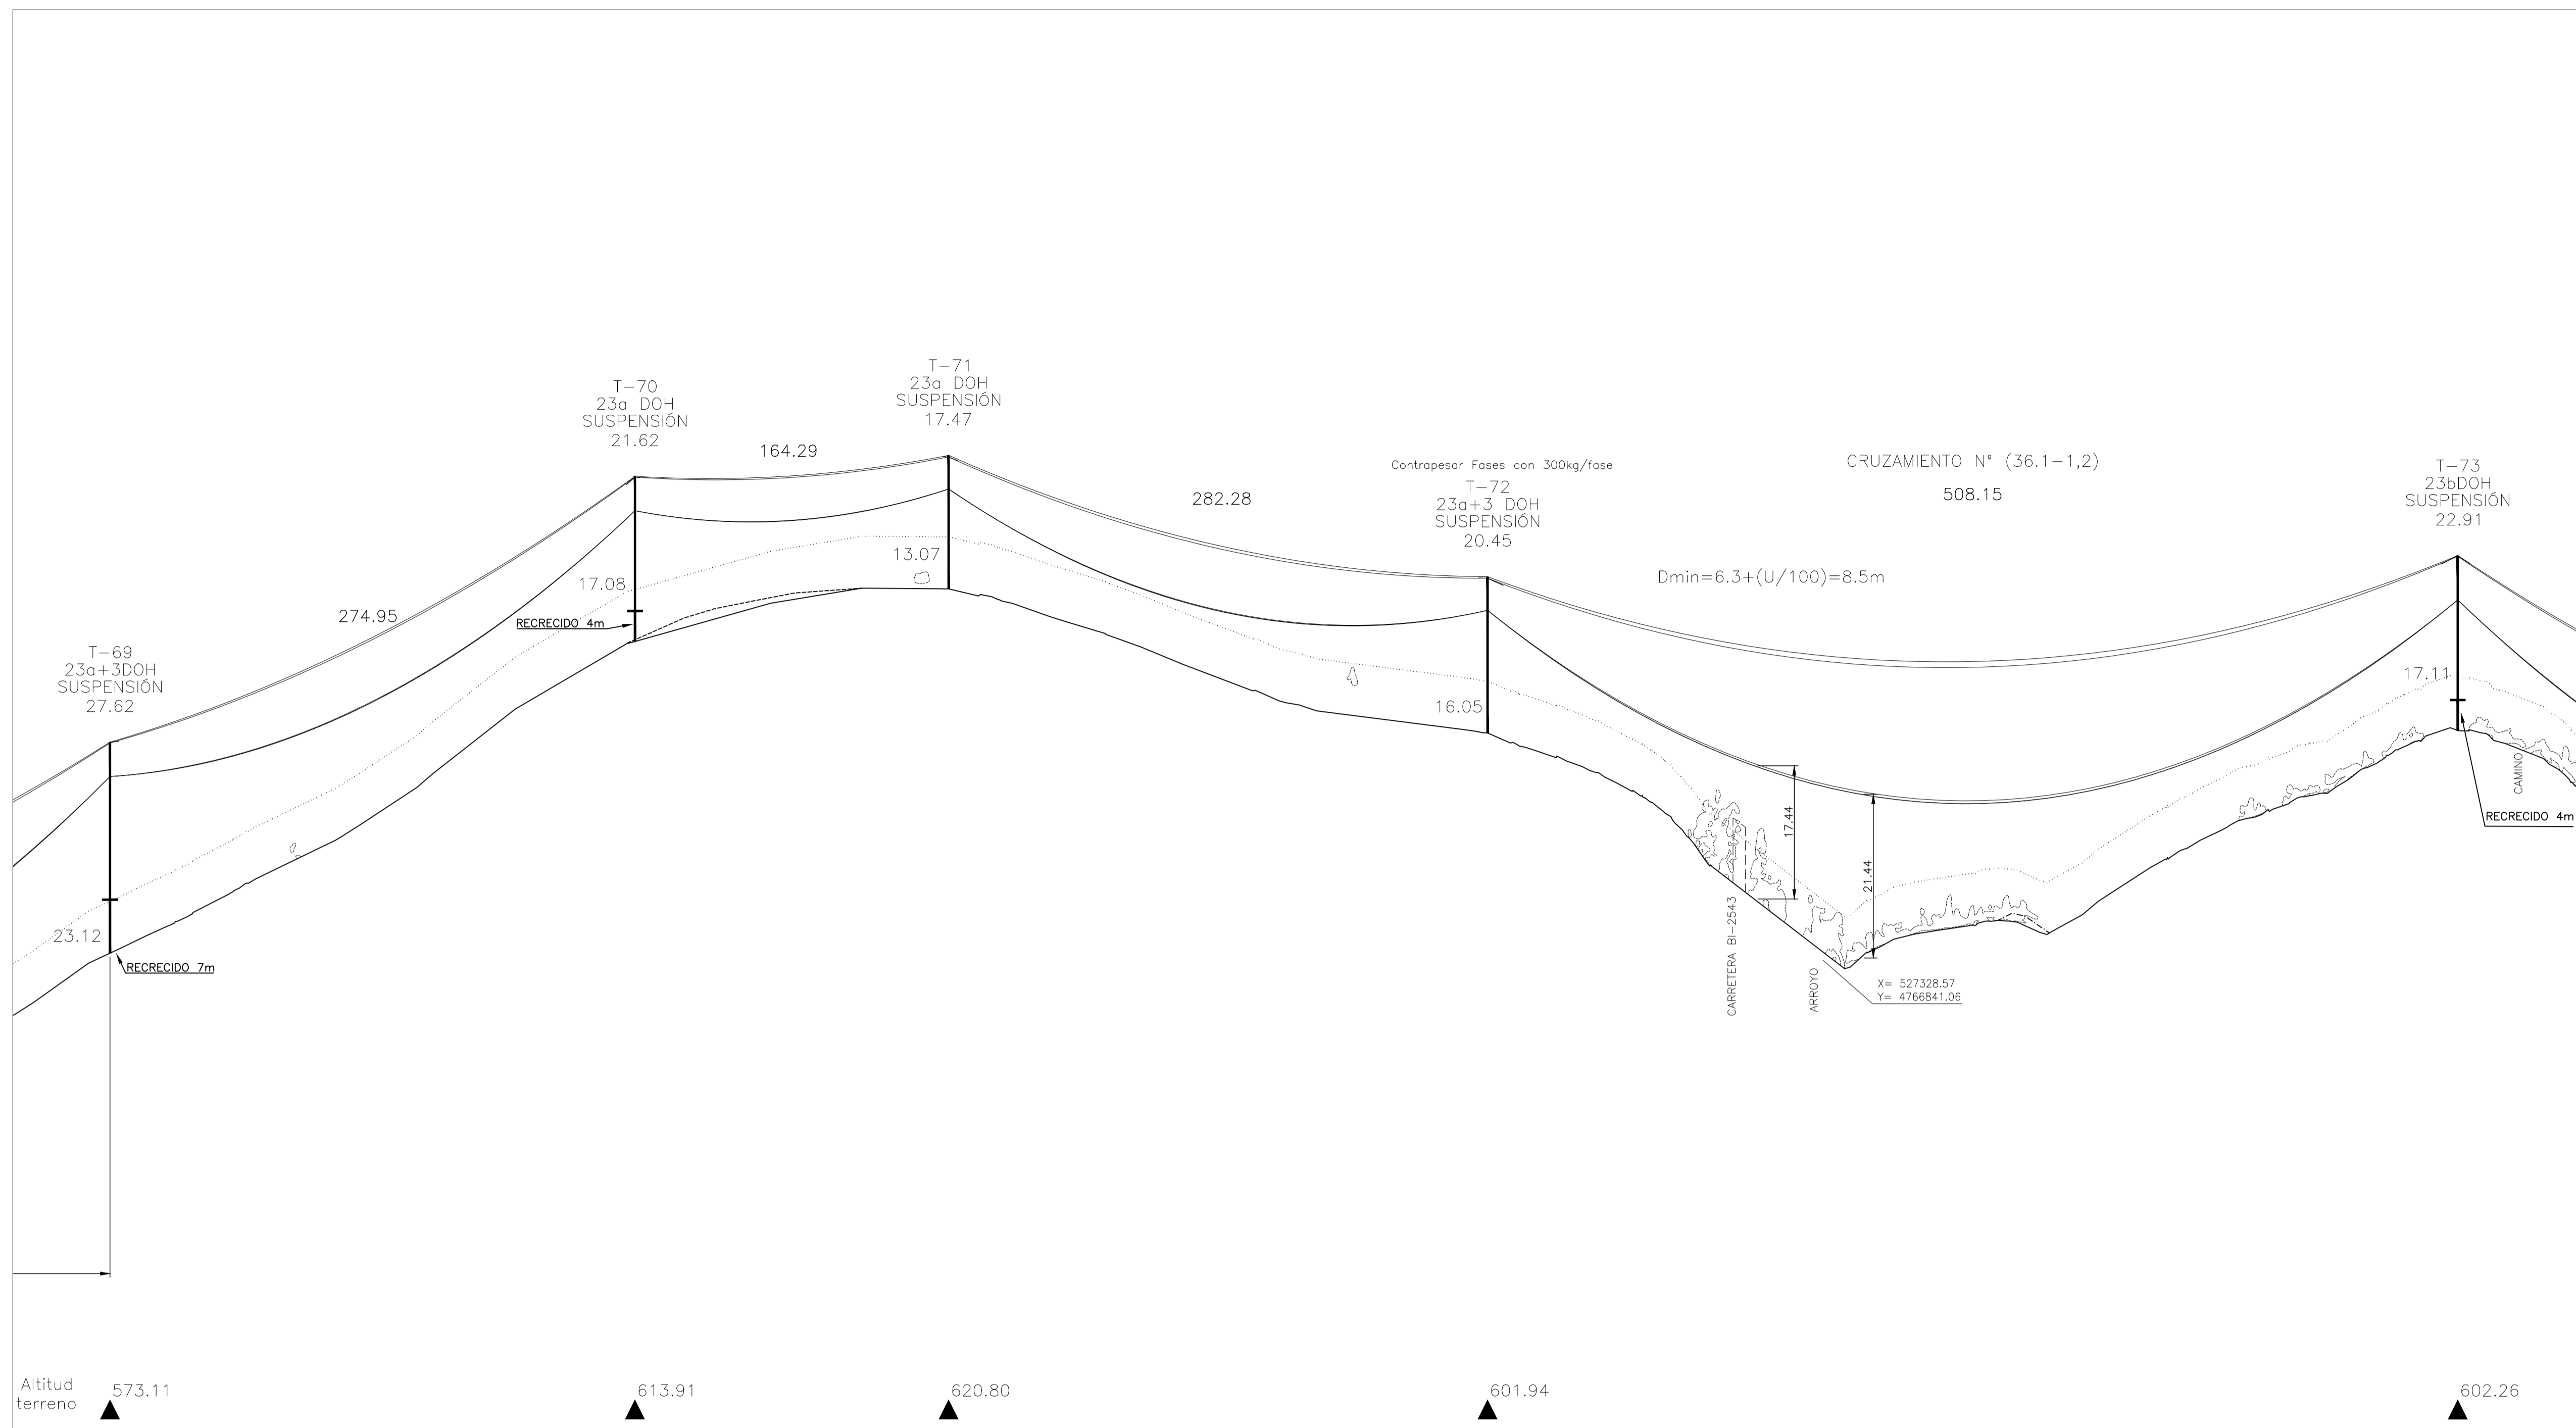 T-69
23a+3DOH
SUSPENSIÓN
27.62
23.12
RECRECIDO 7m
274.95
T-70
23a DOH
SUSPENSIÓN
21.62
17.08
RECRECIDO 4m
164.29
T-71
23a DOH
SUSPENSIÓN
17.47
13.07
282.28
Contrapesar Fases con 300kg/fase
T-72
23a+3 DOH
SUSPENSIÓN
20.45
16.05
CRUZAMIENTO Nº (36.1-1,2)
508.15
Dmin=6.3+(U/100)=8.5m
17.44
21.44
CARRETERA BI-2543
ARROYO
X= 527328.57
Y= 4766841.06
T-73
23bDOH
SUSPENSIÓN
22.91
17.11
CAMINO
RECRECIDO 4m
Altitud
terreno
573.11
613.91
620.80
601.94
602.26